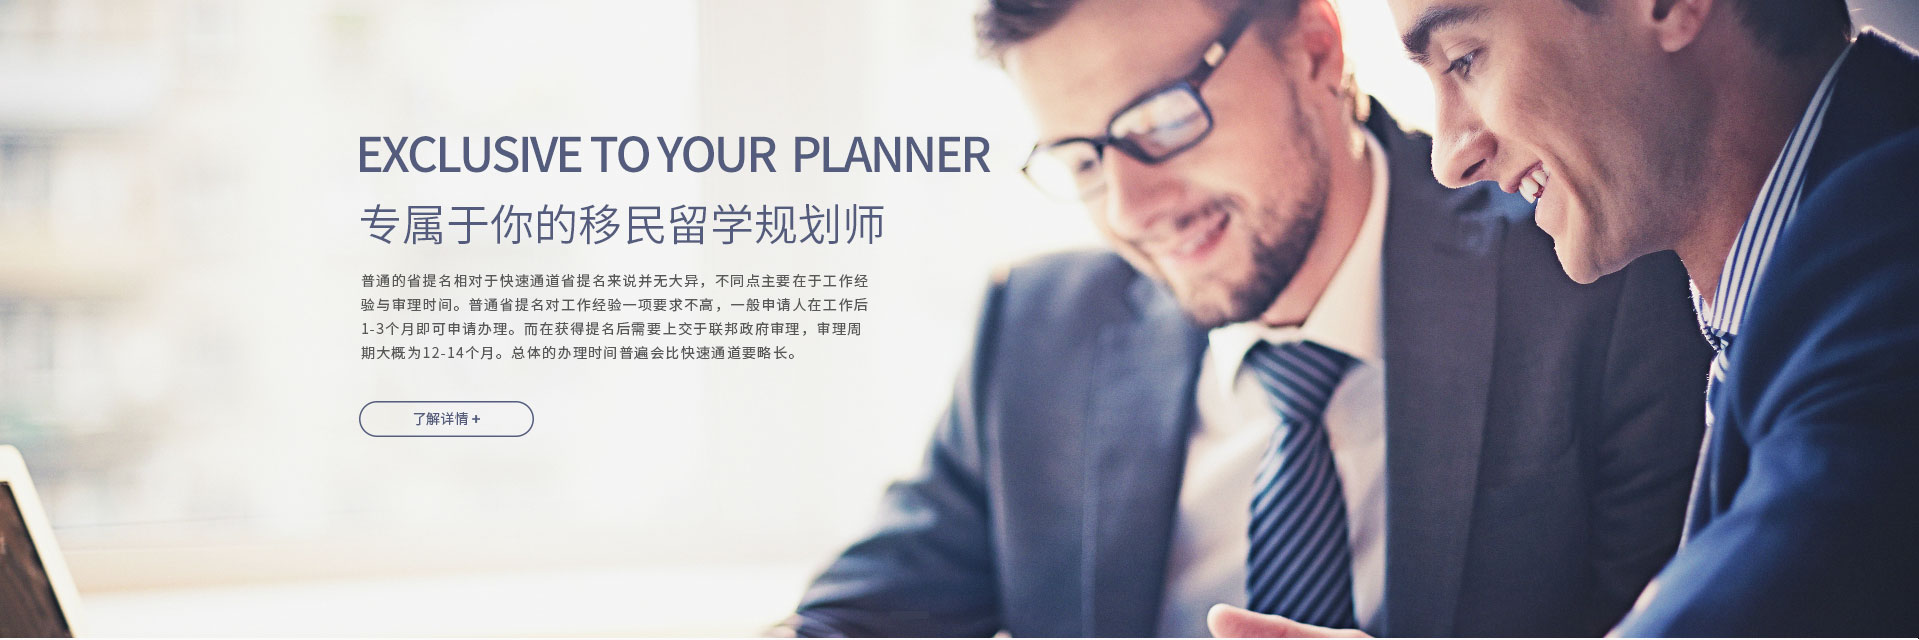 EXCLUSIVE TO YOUR PLANNER
专属于你的移民留学规划师
普通的省提名相对于快速通道省提名来说并无大异，不同点主要在于工作经
验与审理时间。普通省提名对工作经验一项要求不高，一般申请人在工作后
1-3个月即可申请办理。而在获得提名后需要上交于联邦政府审理，审理周
期大概为12-14个月。总体的办理时间普遍会比快速通道要略长。
了解详情 +